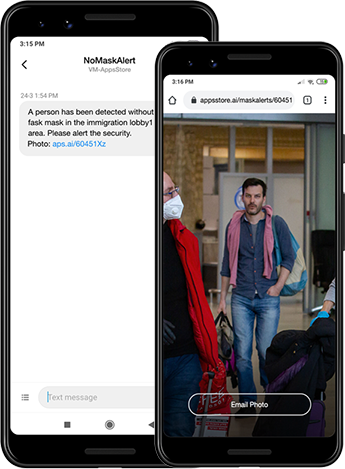 3:15 PM
NoMaskAlert
VM-AppsStore
24-3 1:54 PM
A person has been detected without
fask mask in the immigration lobby1
area. Please alert the security.
Photo: aps.ai/60451Xz
Text message
3:16 PM
appsstore.ai/maskalerts/60451
1
Email Photo